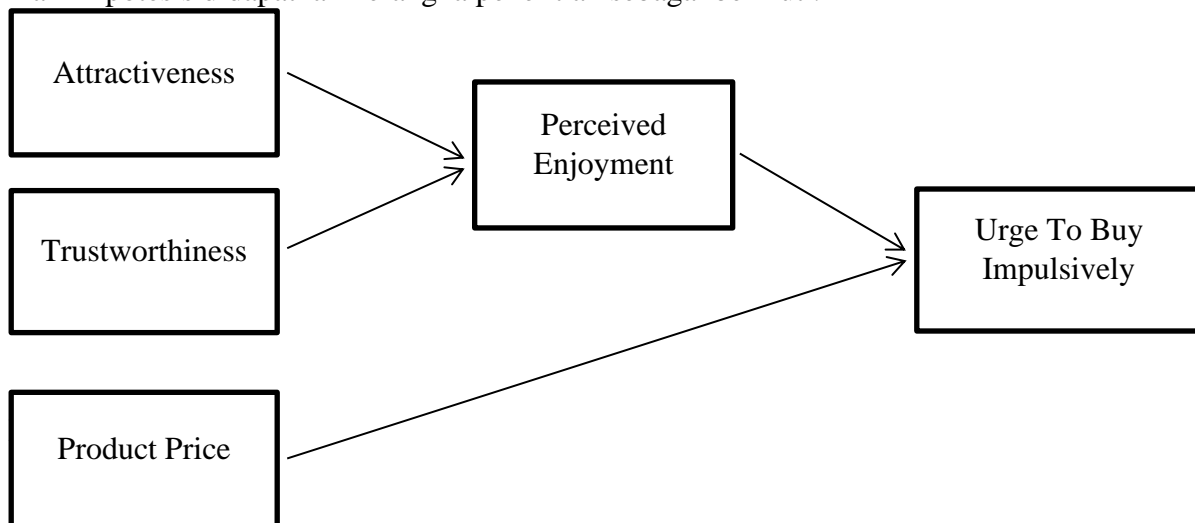 Attractiveness
Perceived
Enjoyment
Trustworthiness
Urge To Buy
Impulsively
Product Price